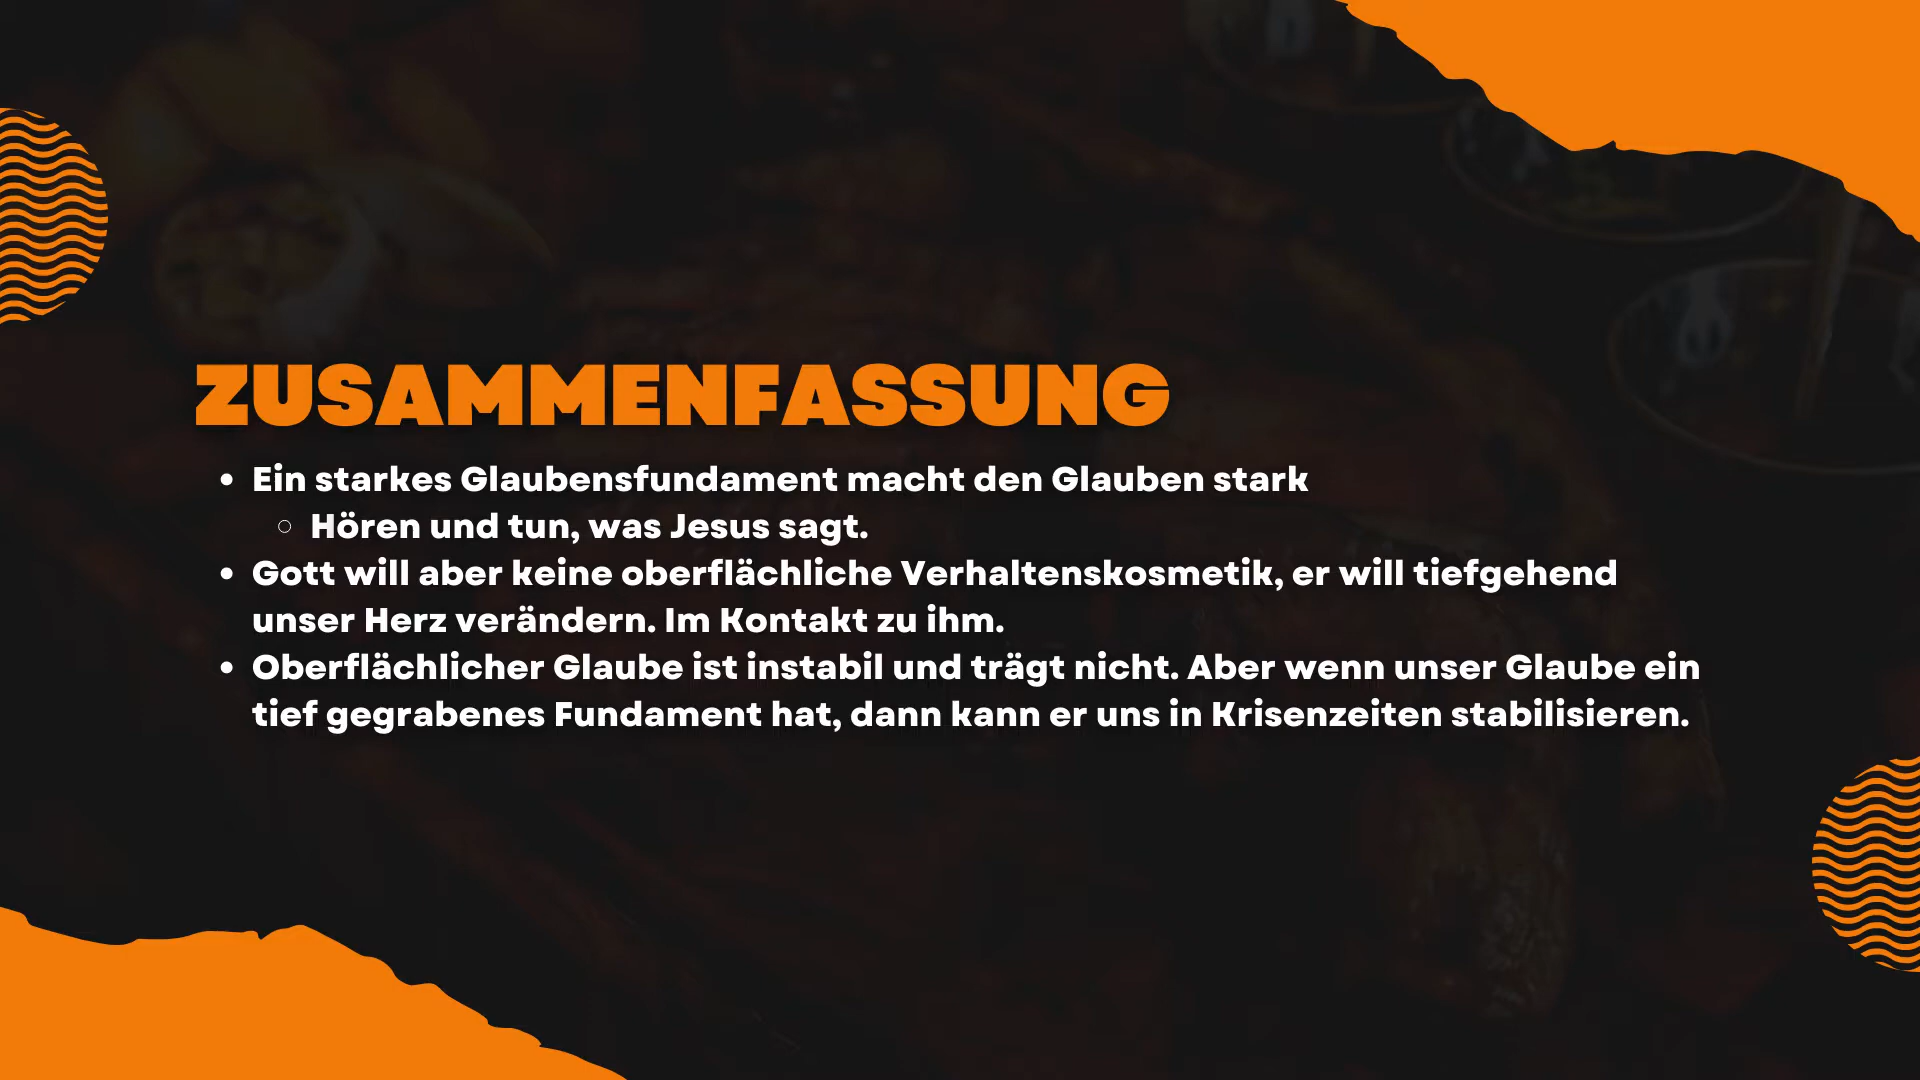 ZUSAMMENFASSUNG
• Ein starkes Glaubensfundament macht den Glauben stark
○ Hören und tun, was Jesus sagt.
• Gott will aber keine oberflächliche Verhaltenskosmetik, er will tiefgehend
unser Herz verändern. Im Kontakt zu ihm.
• Oberflächlicher Glaube ist instabil und trägt nicht. Aber wenn unser Glaube ein
tief gegrabenes Fundament hat, dann kann er uns in Krisenzeiten stabilisieren.